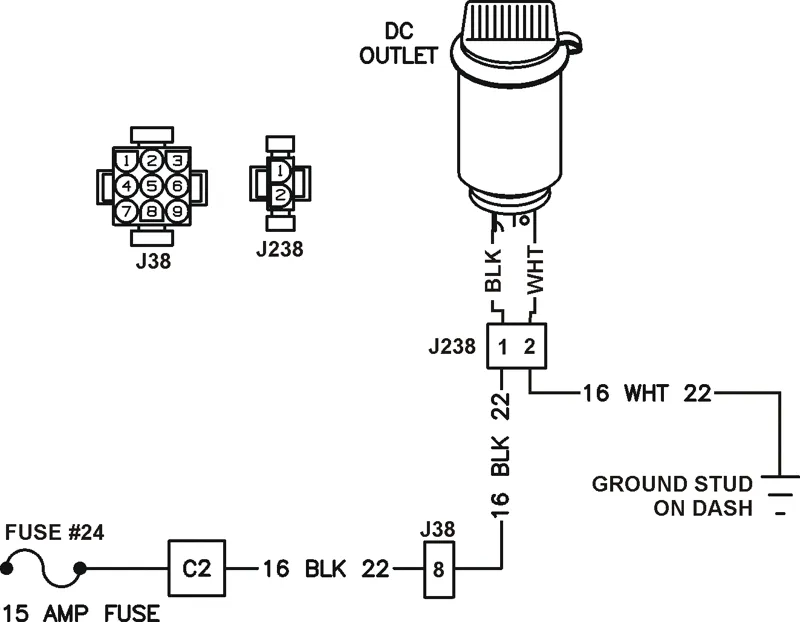 DC
OUTLET
1 2 3
4 5 6
7 8 9
J38
1
2
J238
BLK
WHT
J238
1 2
16 WHT 22
16 BLK 22
GROUND STUD
ON DASH
FUSE #24
C2
16 BLK 22
J38
8
15 AMP FUSE